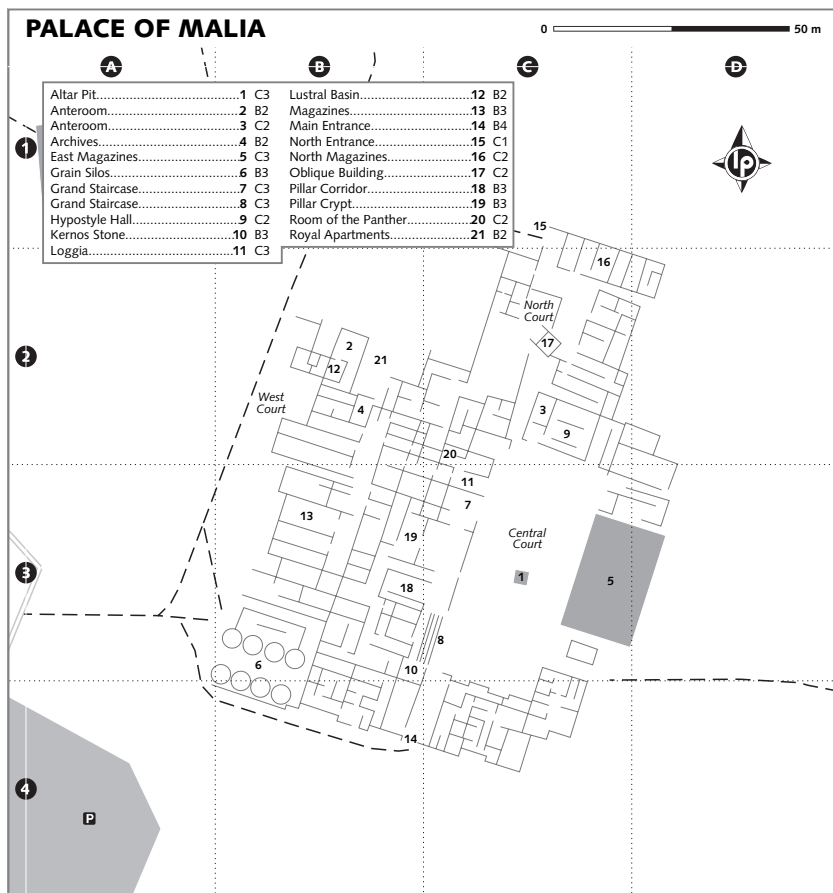 PALACE OF MALIA
0 50 m
A B C D
Altar Pit 1 C3
Anteroom 2 B2
Anteroom 3 C2
Archives 4 B2
East Magazines 5 C3
Grain Silos 6 B3
Grand Staircase 7 C3
Grand Staircase 8 C3
Hypostyle Hall 9 C2
Kernos Stone 10 B3
Loggia 11 C3
Lustral Basin 12 B2
Magazines 13 B3
Main Entrance 14 B4
North Entrance 15 C1
North Magazines 16 C2
Oblique Building 17 C2
Pillar Corridor 18 B3
Pillar Crypt 19 B3
Room of the Panther 20 C2
Royal Apartments 21 B2
1
lp
15
16
North
Court
17
2
2
21
12
West
Court
4
3
9
20
11
7
13
Central
Court
19
3
1
5
18
8
6
10
14
4
P